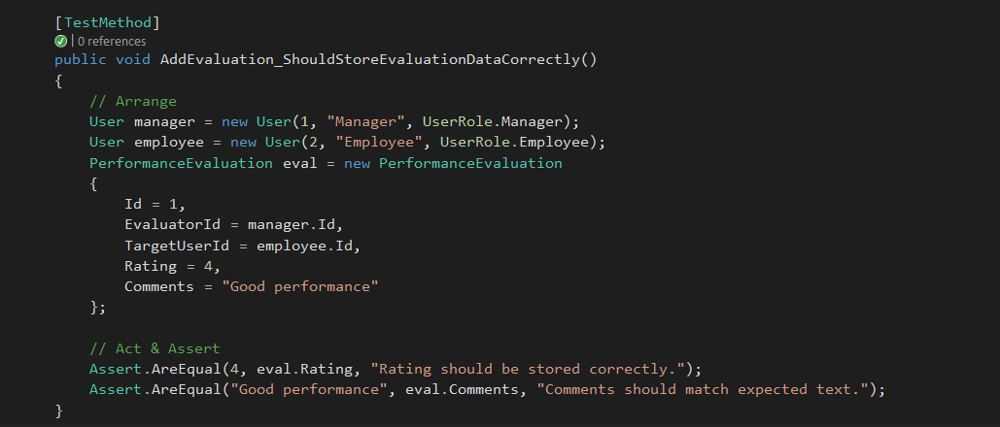 [TestMethod]
| 0 references
public void AddEvaluation_ShouldStoreEvaluationDataCorrectly()
{
// Arrange
User manager = new User(1, "Manager", UserRole.Manager);
User employee = new User(2, "Employee", UserRole.Employee);
PerformanceEvaluation eval = new PerformanceEvaluation
{
Id = 1,
EvaluatorId = manager.Id,
TargetUserId = employee.Id,
Rating = 4,
Comments = "Good performance"
};
// Act & Assert
Assert.AreEqual(4, eval.Rating, "Rating should be stored correctly.");
Assert.AreEqual("Good performance", eval.Comments, "Comments should match expected text.");
}